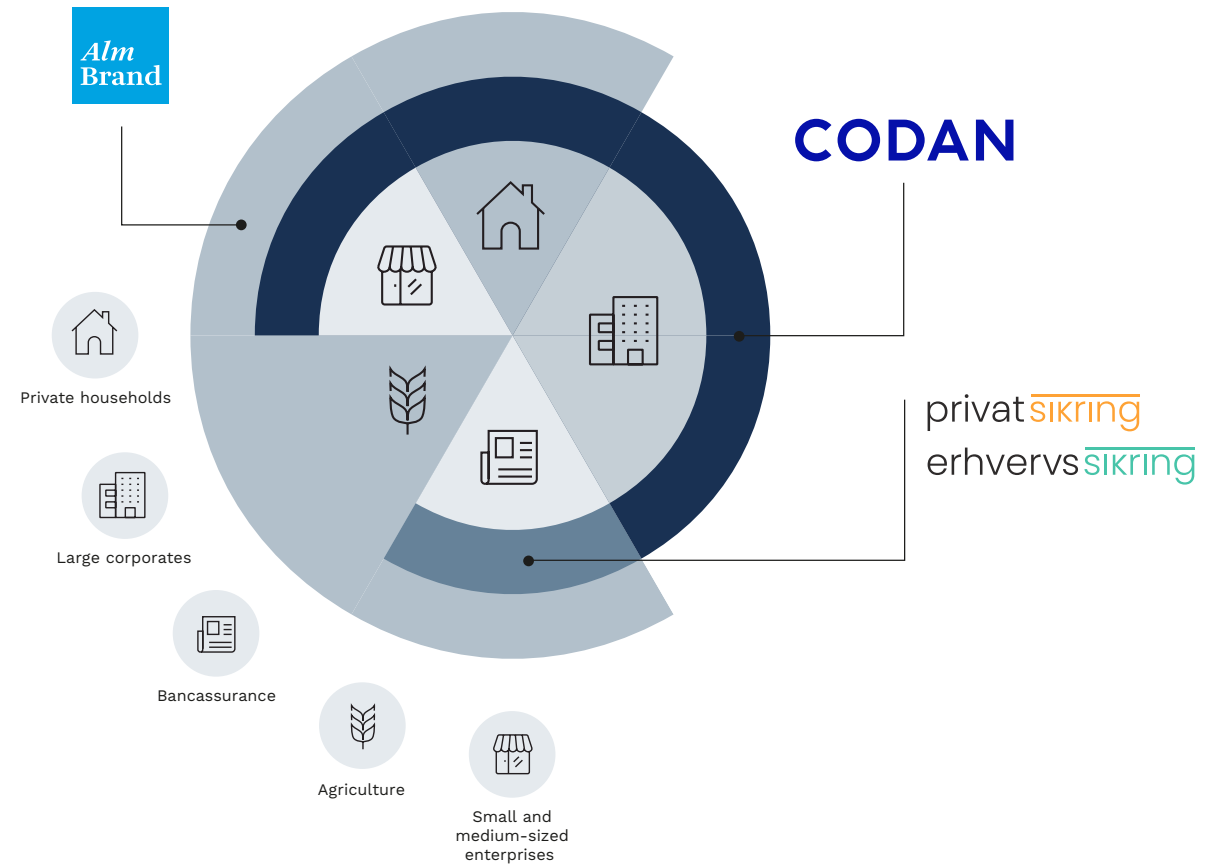 Alm
Brand
CODAN
privatsikring
erhvervssikring
Private households
Large corporates
Bancassurance
Agriculture
Small and
medium-sized
enterprises